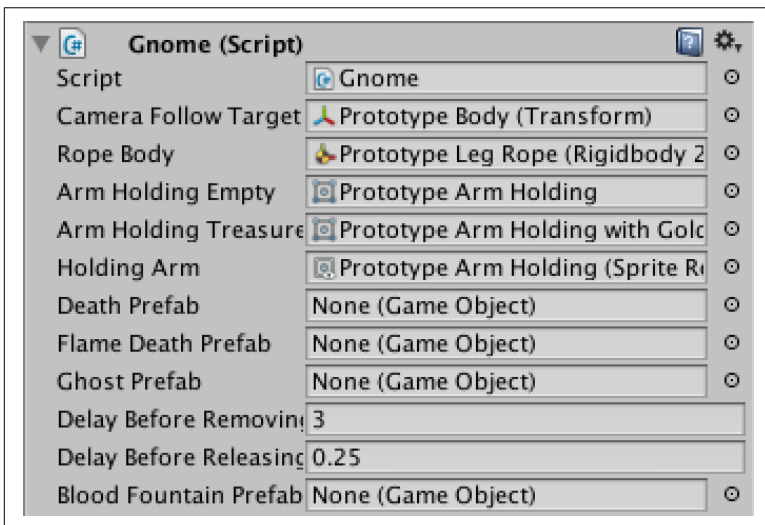 Gnome (Script)
Script Gnome
Camera Follow Target Prototype Body (Transform)
Rope Body Prototype Leg Rope (Rigidbody 2
Arm Holding Empty Prototype Arm Holding
Arm Holding Treasure Prototype Arm Holding with Gold
Holding Arm Prototype Arm Holding (Sprite Re
Death Prefab None (Game Object)
Flame Death Prefab None (Game Object)
Ghost Prefab None (Game Object)
Delay Before Removing 3
Delay Before Releasing 0.25
Blood Fountain Prefab None (Game Object)